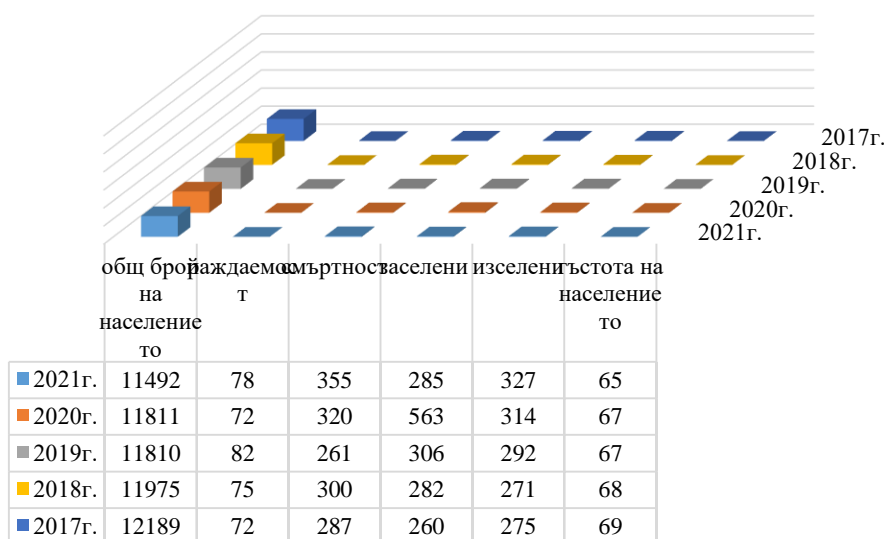 2017г.
2018г.
2019г.
2020г.
2021г.
общ брой на населението
раждаемост
смъртност
заселени
изселени
гъстота на населението
2021г. 11492 78 355 285 327 65
2020г. 11811 72 320 563 314 67
2019г. 11810 82 261 306 292 67
2018г. 11975 75 300 282 271 68
2017г. 12189 72 287 260 275 69